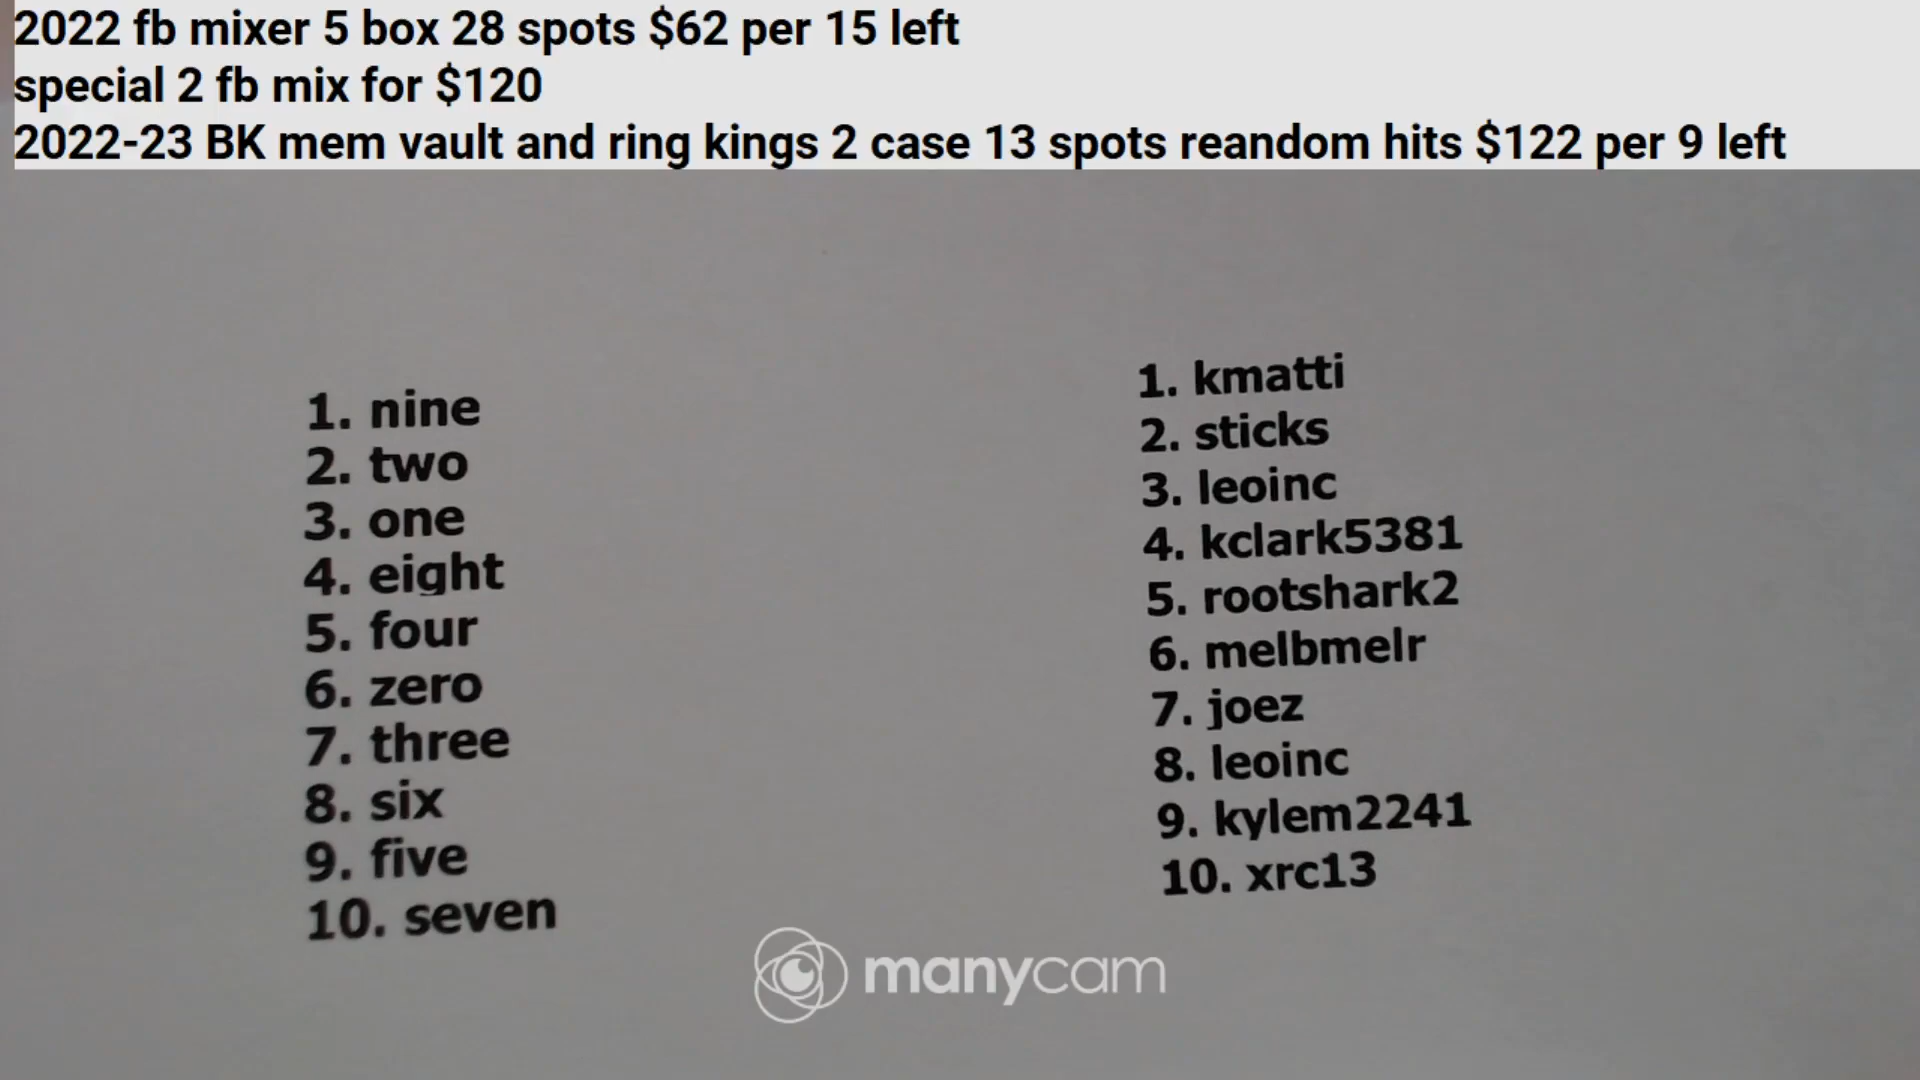 2022 fb mixer 5 box 28 spots $62 per 15 left
special 2 fb mix for $120
2022-23 BK mem vault and ring kings 2 case 13 spots reandom hits $122 per 9 left
1. nine
2. two
3. one
4. eight
5. four
6. zero
7. three
8. six
9. five
10. seven
1. kmatti
2. sticks
3. leoinc
4. kclark5381
5. rootshark2
6. melbmelr
7. joez
8. leoinc
9. kylem2241
10. xrc13
manycam